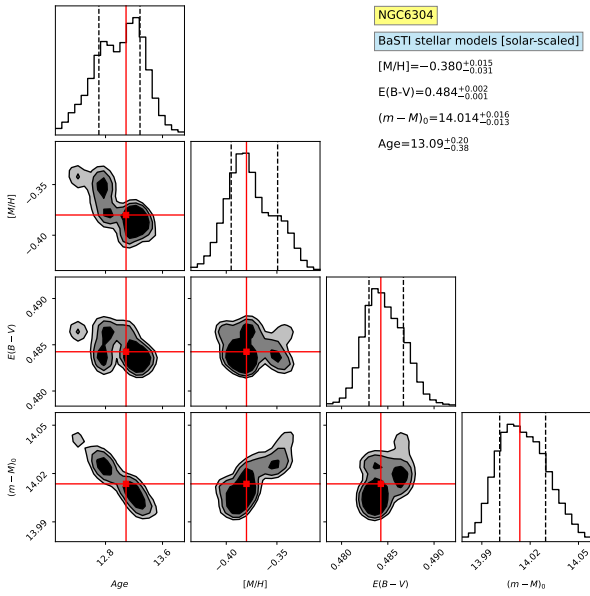 NGC6304
BaSTI stellar models [solar-scaled]
[M/H]=−0.380+0.015 −0.031
E(B-V)=0.484+0.002 −0.001
(m − M)0=14.014+0.016 −0.013
Age=13.09+0.20 −0.38
−0.35
−0.40
[M/H]
0.490
0.485
0.480
E(B − V)
14.05
14.02
13.99
(m − M)0
12.8 13.6
−0.40 −0.35
0.480 0.485 0.490
13.99 14.02 14.05
Age [M/H] E(B − V) (m − M)0